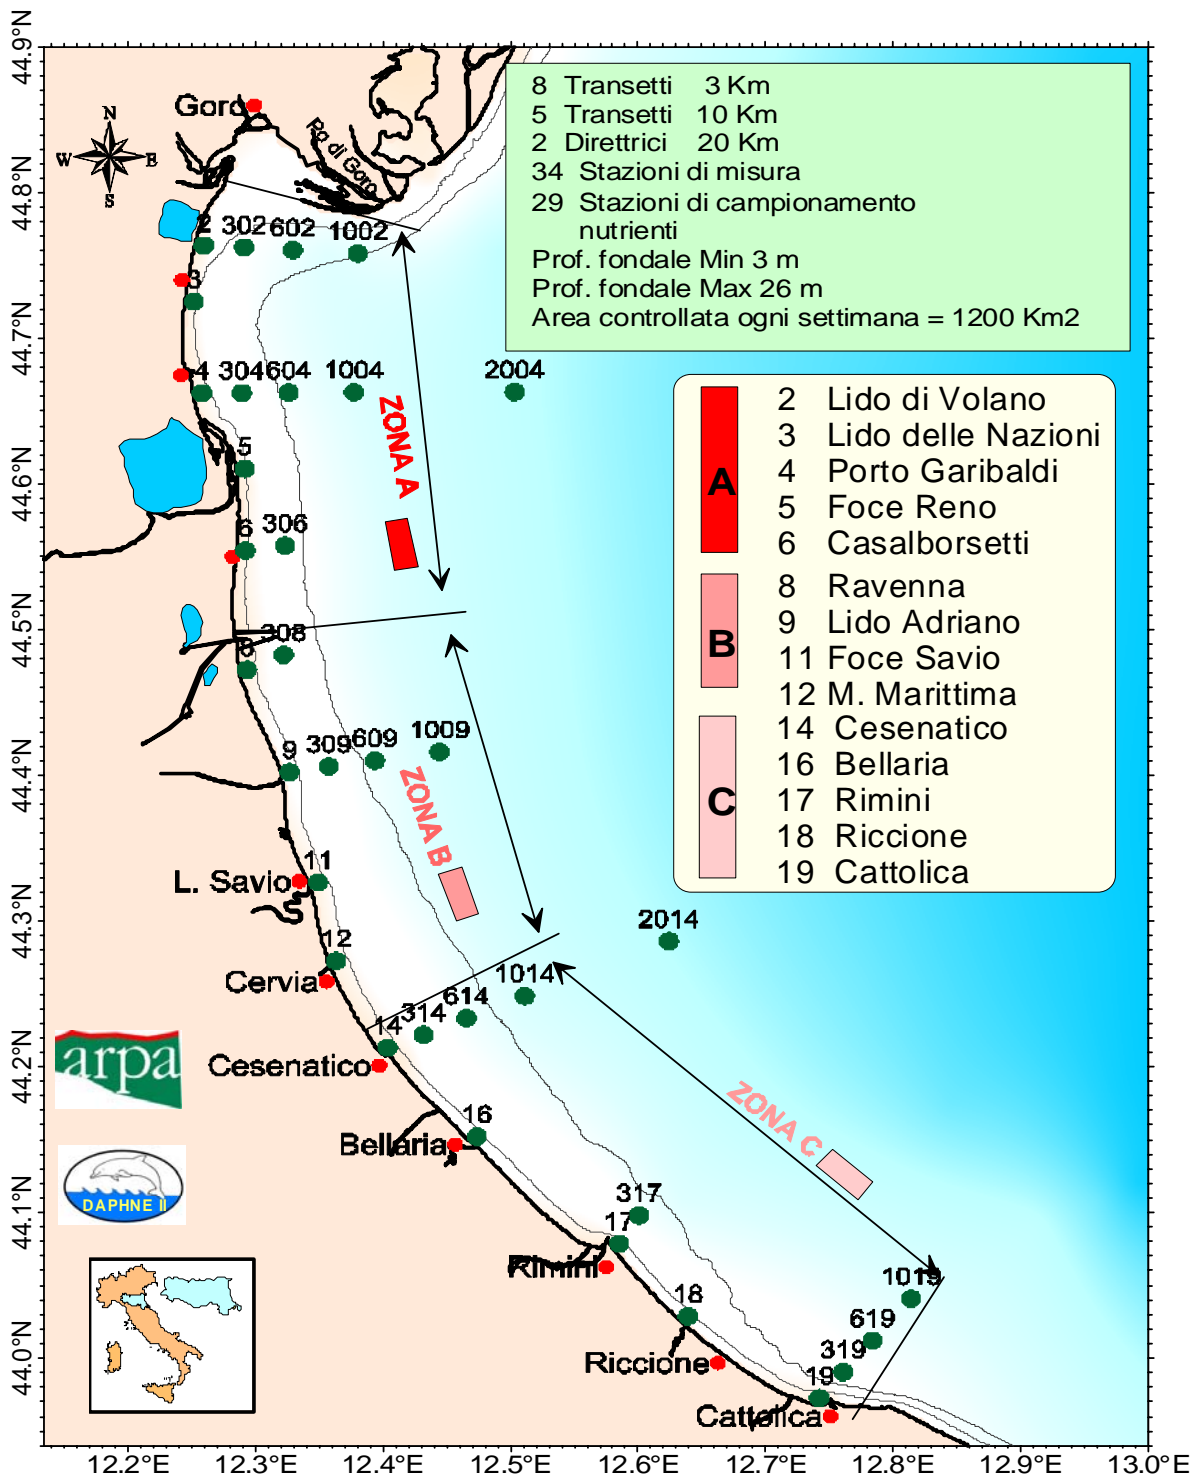 44.9°N
44.8°N
44.7°N
44.6°N
44.5°N
44.4°N
44.3°N
44.2°N
44.1°N
44.0°N
12.2°E
12.3°E
12.4°E
12.5°E
12.6°E
12.7°E
12.8°E
12.9°E
13.0°E
8 Transetti 3 Km
5 Transetti 10 Km
2 Direttrici 20 Km
34 Stazioni di misura
29 Stazioni di campionamento
nutrienti
Prof. fondale Min 3 m
Prof. fondale Max 26 m
Area controllata ogni settimana = 1200 Km2
A
2 Lido di Volano
3 Lido delle Nazioni
4 Porto Garibaldi
5 Foce Reno
6 Casalborsetti
B
8 Ravenna
9 Lido Adriano
11 Foce Savio
12 M. Marittima
C
14 Cesenatico
16 Bellaria
17 Rimini
18 Riccione
19 Cattolica
N
W E
S
Goro
Po di Goro
2 302 602 1002
3
4 304 604 1004 2004
ZONA A
5
6 306
8 308
9 309 609 1009
ZONA B
11
L. Savio
12
Cervia
2014
14 314 614 1014
Cesenatico
16
Bellaria
ZONA C
17 317
Rimini
18
Riccione
19 319 619 1019
Cattolica
arpa
DAPHNE II